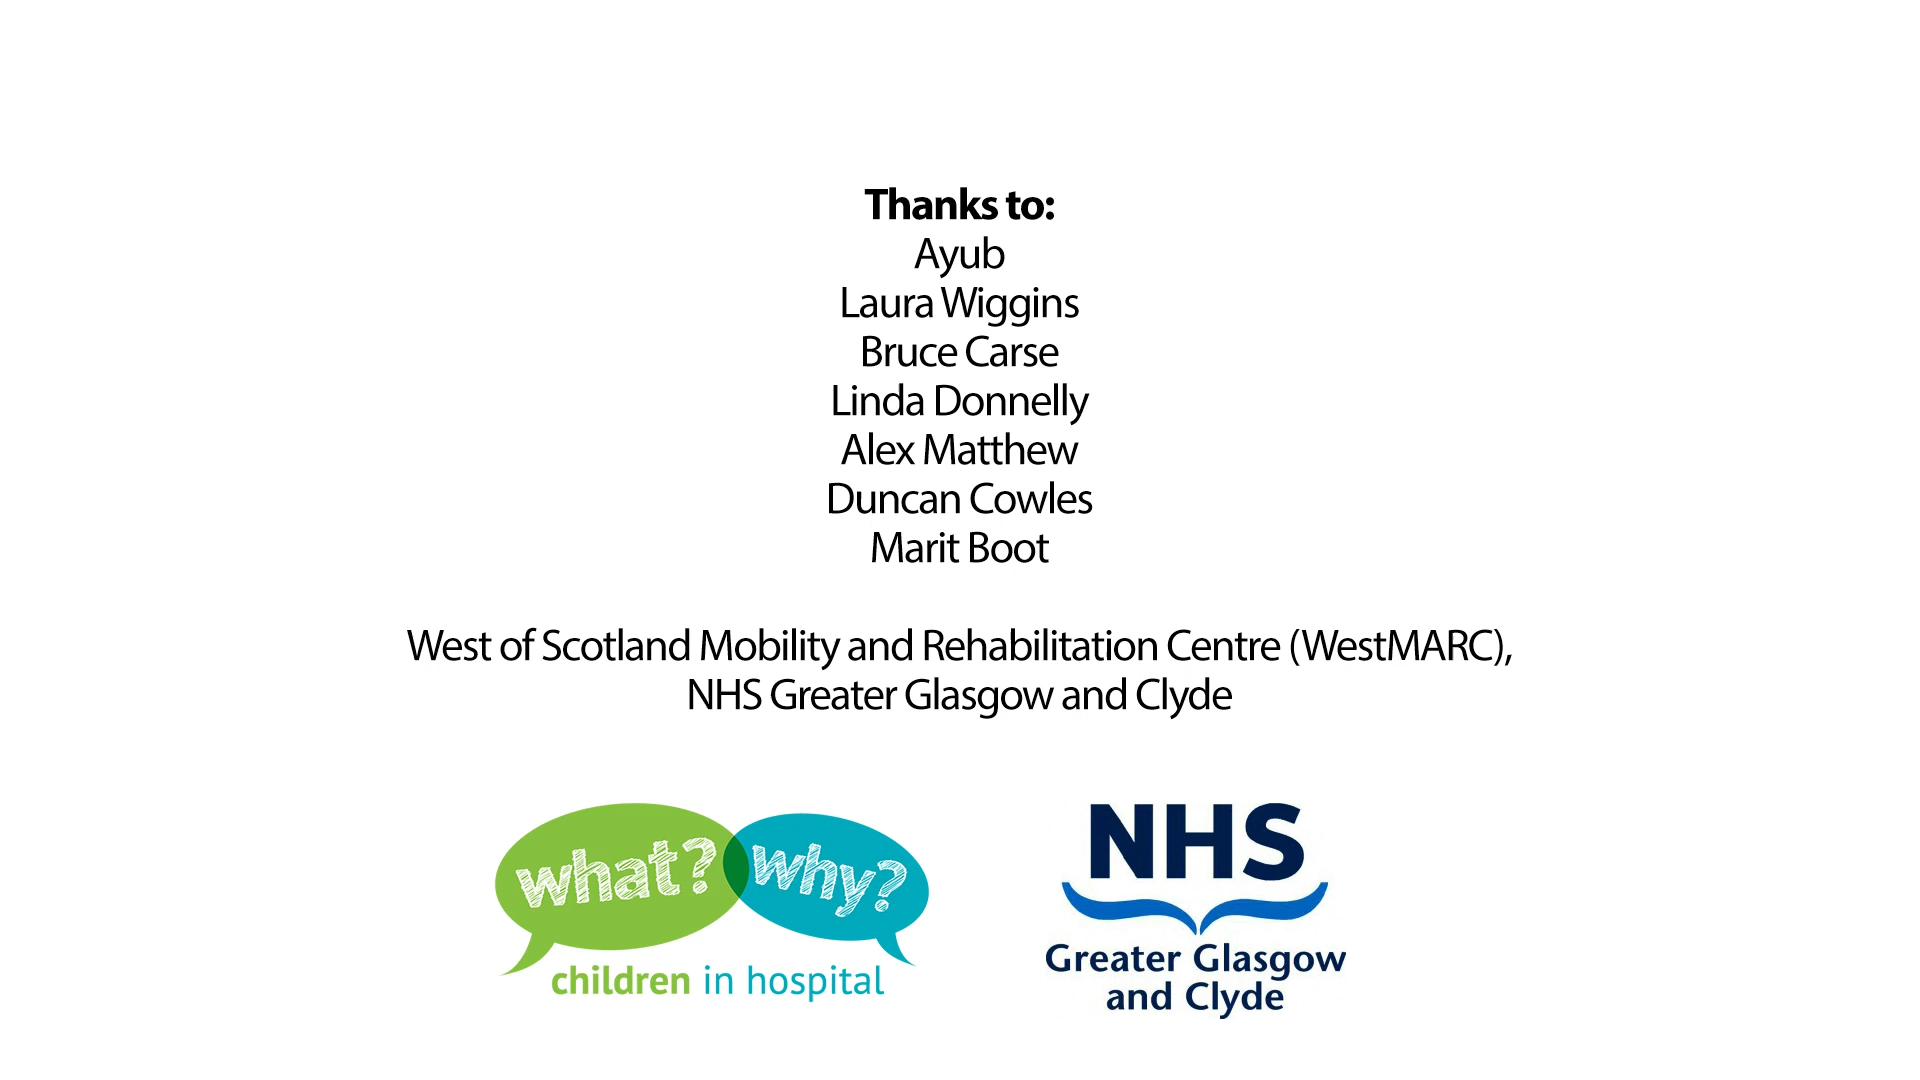 Thanks to:
Ayub
Laura Wiggins
Bruce Carse
Linda Donnelly
Alex Matthew
Duncan Cowles
Marit Boot
West of Scotland Mobility and Rehabilitation Centre (WestMARC),
NHS Greater Glasgow and Clyde
what? why?
children in hospital
NHS
Greater Glasgow
and Clyde